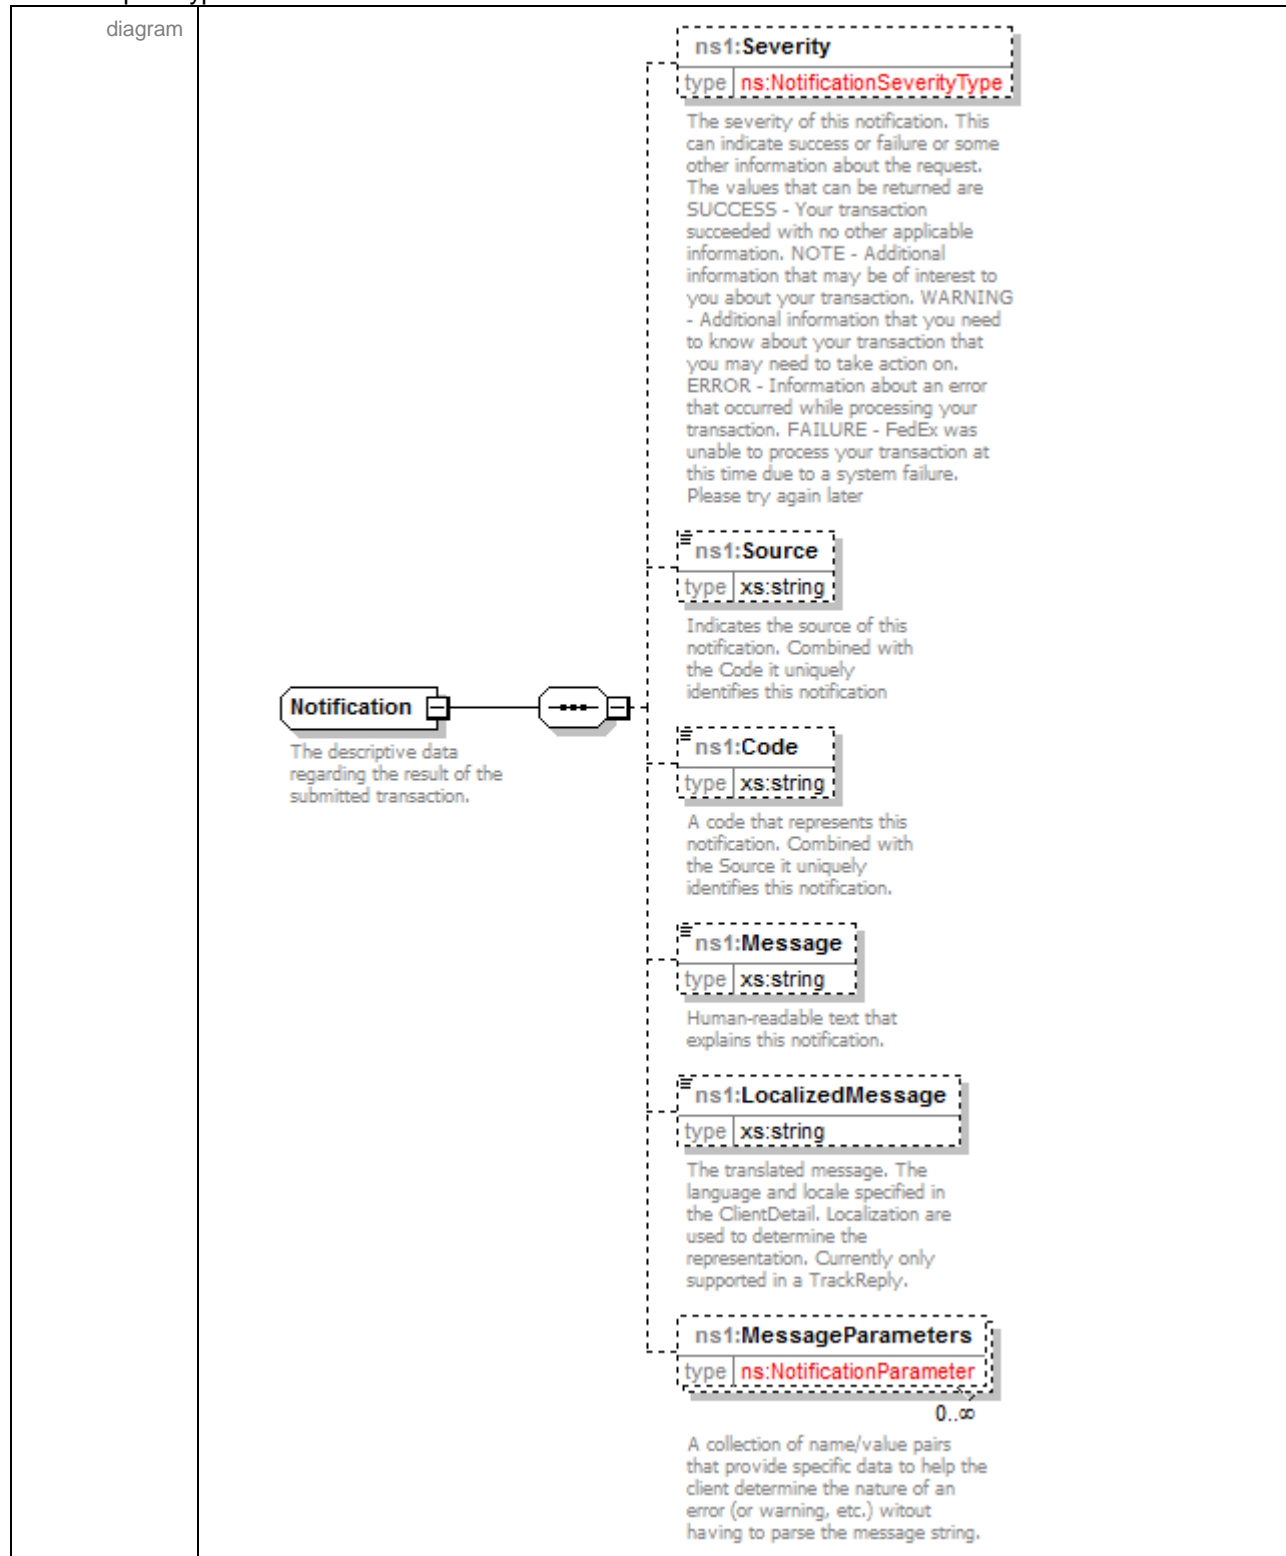 diagram
ns1:Severity
type ns:NotificationSeverityType
The severity of this notification. This
can indicate success or failure or some
other information about the request.
The values that can be returned are
SUCCESS - Your transaction
succeeded with no other applicable
information. NOTE - Additional
information that may be of interest to
you about your transaction. WARNING
- Additional information that you need
to know about your transaction that
you may need to take action on.
ERROR - Information about an error
that occurred while processing your
transaction. FAILURE - FedEx was
unable to process your transaction at
this time due to a system failure.
Please try again later
ns1:Source
type xs:string
Indicates the source of this
notification. Combined with
the Code it uniquely
identifies this notification
Notification
The descriptive data
regarding the result of the
submitted transaction.
ns1:Code
type xs:string
A code that represents this
notification. Combined with
the Source it uniquely
identifies this notification.
ns1:Message
type xs:string
Human-readable text that
explains this notification.
ns1:LocalizedMessage
type xs:string
The translated message. The
language and locale specified in
the ClientDetail. Localization are
used to determine the
representation. Currently only
supported in a TrackReply.
ns1:MessageParameters
type ns:NotificationParameter
0..∞
A collection of name/value pairs
that provide specific data to help the
client determine the nature of an
error (or warning, etc.) witout
having to parse the message string.